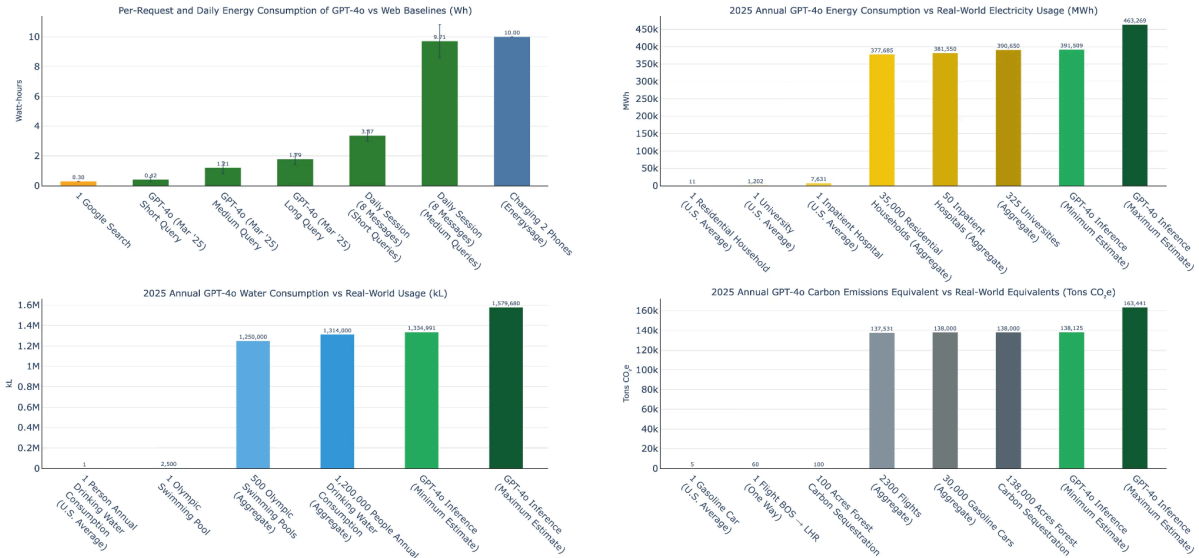 Per-Request and Daily Energy Consumption of GPT-4o vs Web Baselines (Wh)
Watt-hours
10
8
6
4
2
0
0.30
0.42
1.21
1.79
3.37
9.71
10.00
1 Google Search
GPT-4o (Mar '25)
Short Query
GPT-4o (Mar '25)
Medium Query
GPT-4o (Mar '25)
Long Query
Daily Session
(8 Messages)
(Short Queries)
Daily Session
(8 Messages)
(Medium Queries)
Charging 2 Phones
(Energysage)
2025 Annual GPT-4o Energy Consumption vs Real-World Electricity Usage (MWh)
MWh
450k
400k
350k
300k
250k
200k
150k
100k
50k
0
11
1,202
7,631
377,685
381,550
390,650
391,509
463,269
1 Residential Household
(U.S. Average)
1 University
(U.S. Average)
1 Inpatient Hospital
(U.S. Average)
35,000 Residential
Households (Aggregate)
50 Inpatient
Hospitals (Aggregate)
325 Universities
(Aggregate)
GPT-4o Inference
(Minimum Estimate)
GPT-4o Inference
(Maximum Estimate)
2025 Annual GPT-4o Water Consumption vs Real-World Usage (kL)
kL
1.6M
1.4M
1.2M
1M
0.8M
0.6M
0.4M
0.2M
0
1
2,500
1,250,000
1,314,000
1,334,991
1,579,680
1 Person Annual
Drinking Water
Consumption
(U.S. Average)
1 Olympic
Swimming Pool
500 Olympic
Swimming Pools
(Aggregate)
1,200,000 People Annual
Drinking Water
Consumption
(Aggregate)
GPT-4o Inference
(Minimum Estimate)
GPT-4o Inference
(Maximum Estimate)
2025 Annual GPT-4o Carbon Emissions Equivalent vs Real-World Equivalents (Tons CO₂e)
Tons CO₂e
160k
140k
120k
100k
80k
60k
40k
20k
0
5
60
100
137,531
138,000
138,000
138,125
163,441
1 Gasoline Car
(U.S. Average)
1 Flight BOS → LHR
(One Way)
100 Acres Forest
Carbon Sequestration
2300 Flights
(Aggregate)
30,000 Gasoline Cars
(Aggregate)
138,000 Acres Forest
Carbon Sequestration
GPT-4o Inference
(Minimum Estimate)
GPT-4o Inference
(Maximum Estimate)